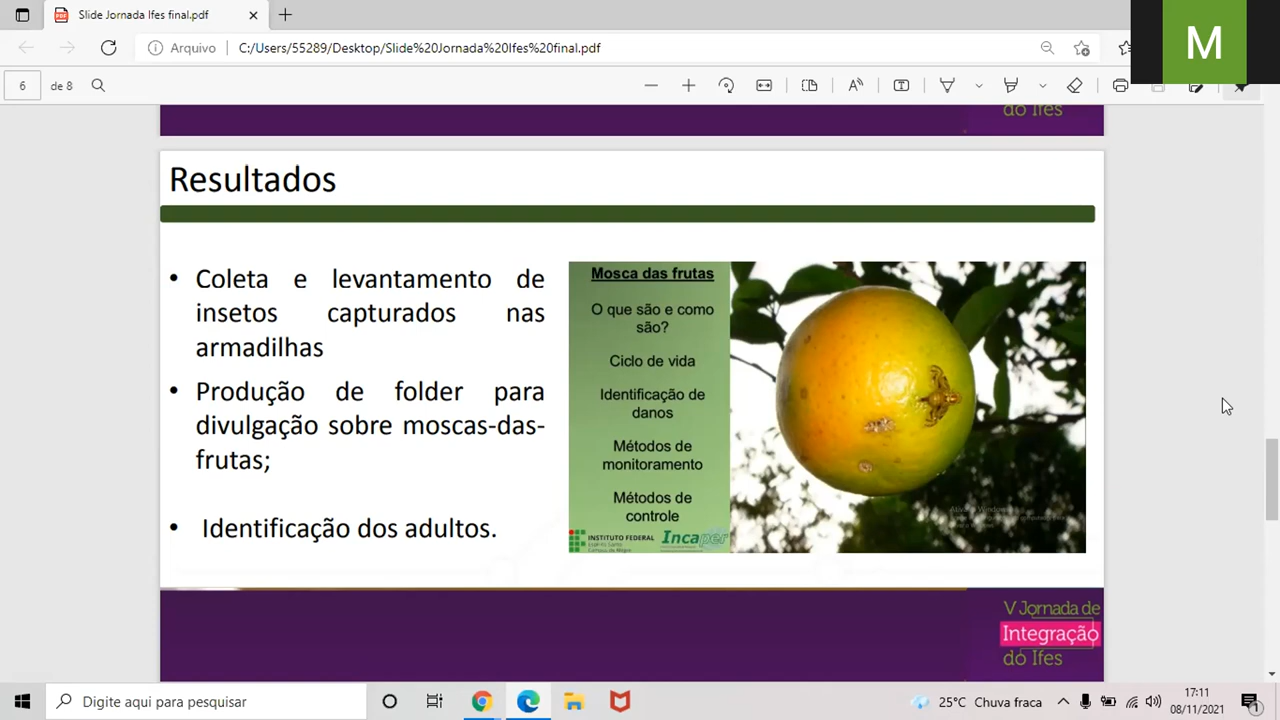 Slide Jornada Ifes final.pdf
Arquivo
C:/Users/55289/Desktop/Slide%20Jornada%20Ifes%20final.pdf
M
6 de 8
do Ifes
Resultados
• Coleta e levantamento de
insetos capturados nas
armadilhas
• Produção de folder para
divulgação sobre moscas-das-
frutas;
• Identificação dos adultos.
Mosca das frutas
O que são e como
são?
Ciclo de vida
Identificação de
danos
Métodos de
monitoramento
Métodos de
controle
INSTITUTO FEDERAL
Incaper
V Jornada de
Integração
do Ifes
Digite aqui para pesquisar
25°C Chuva fraca
17:11
08/11/2021